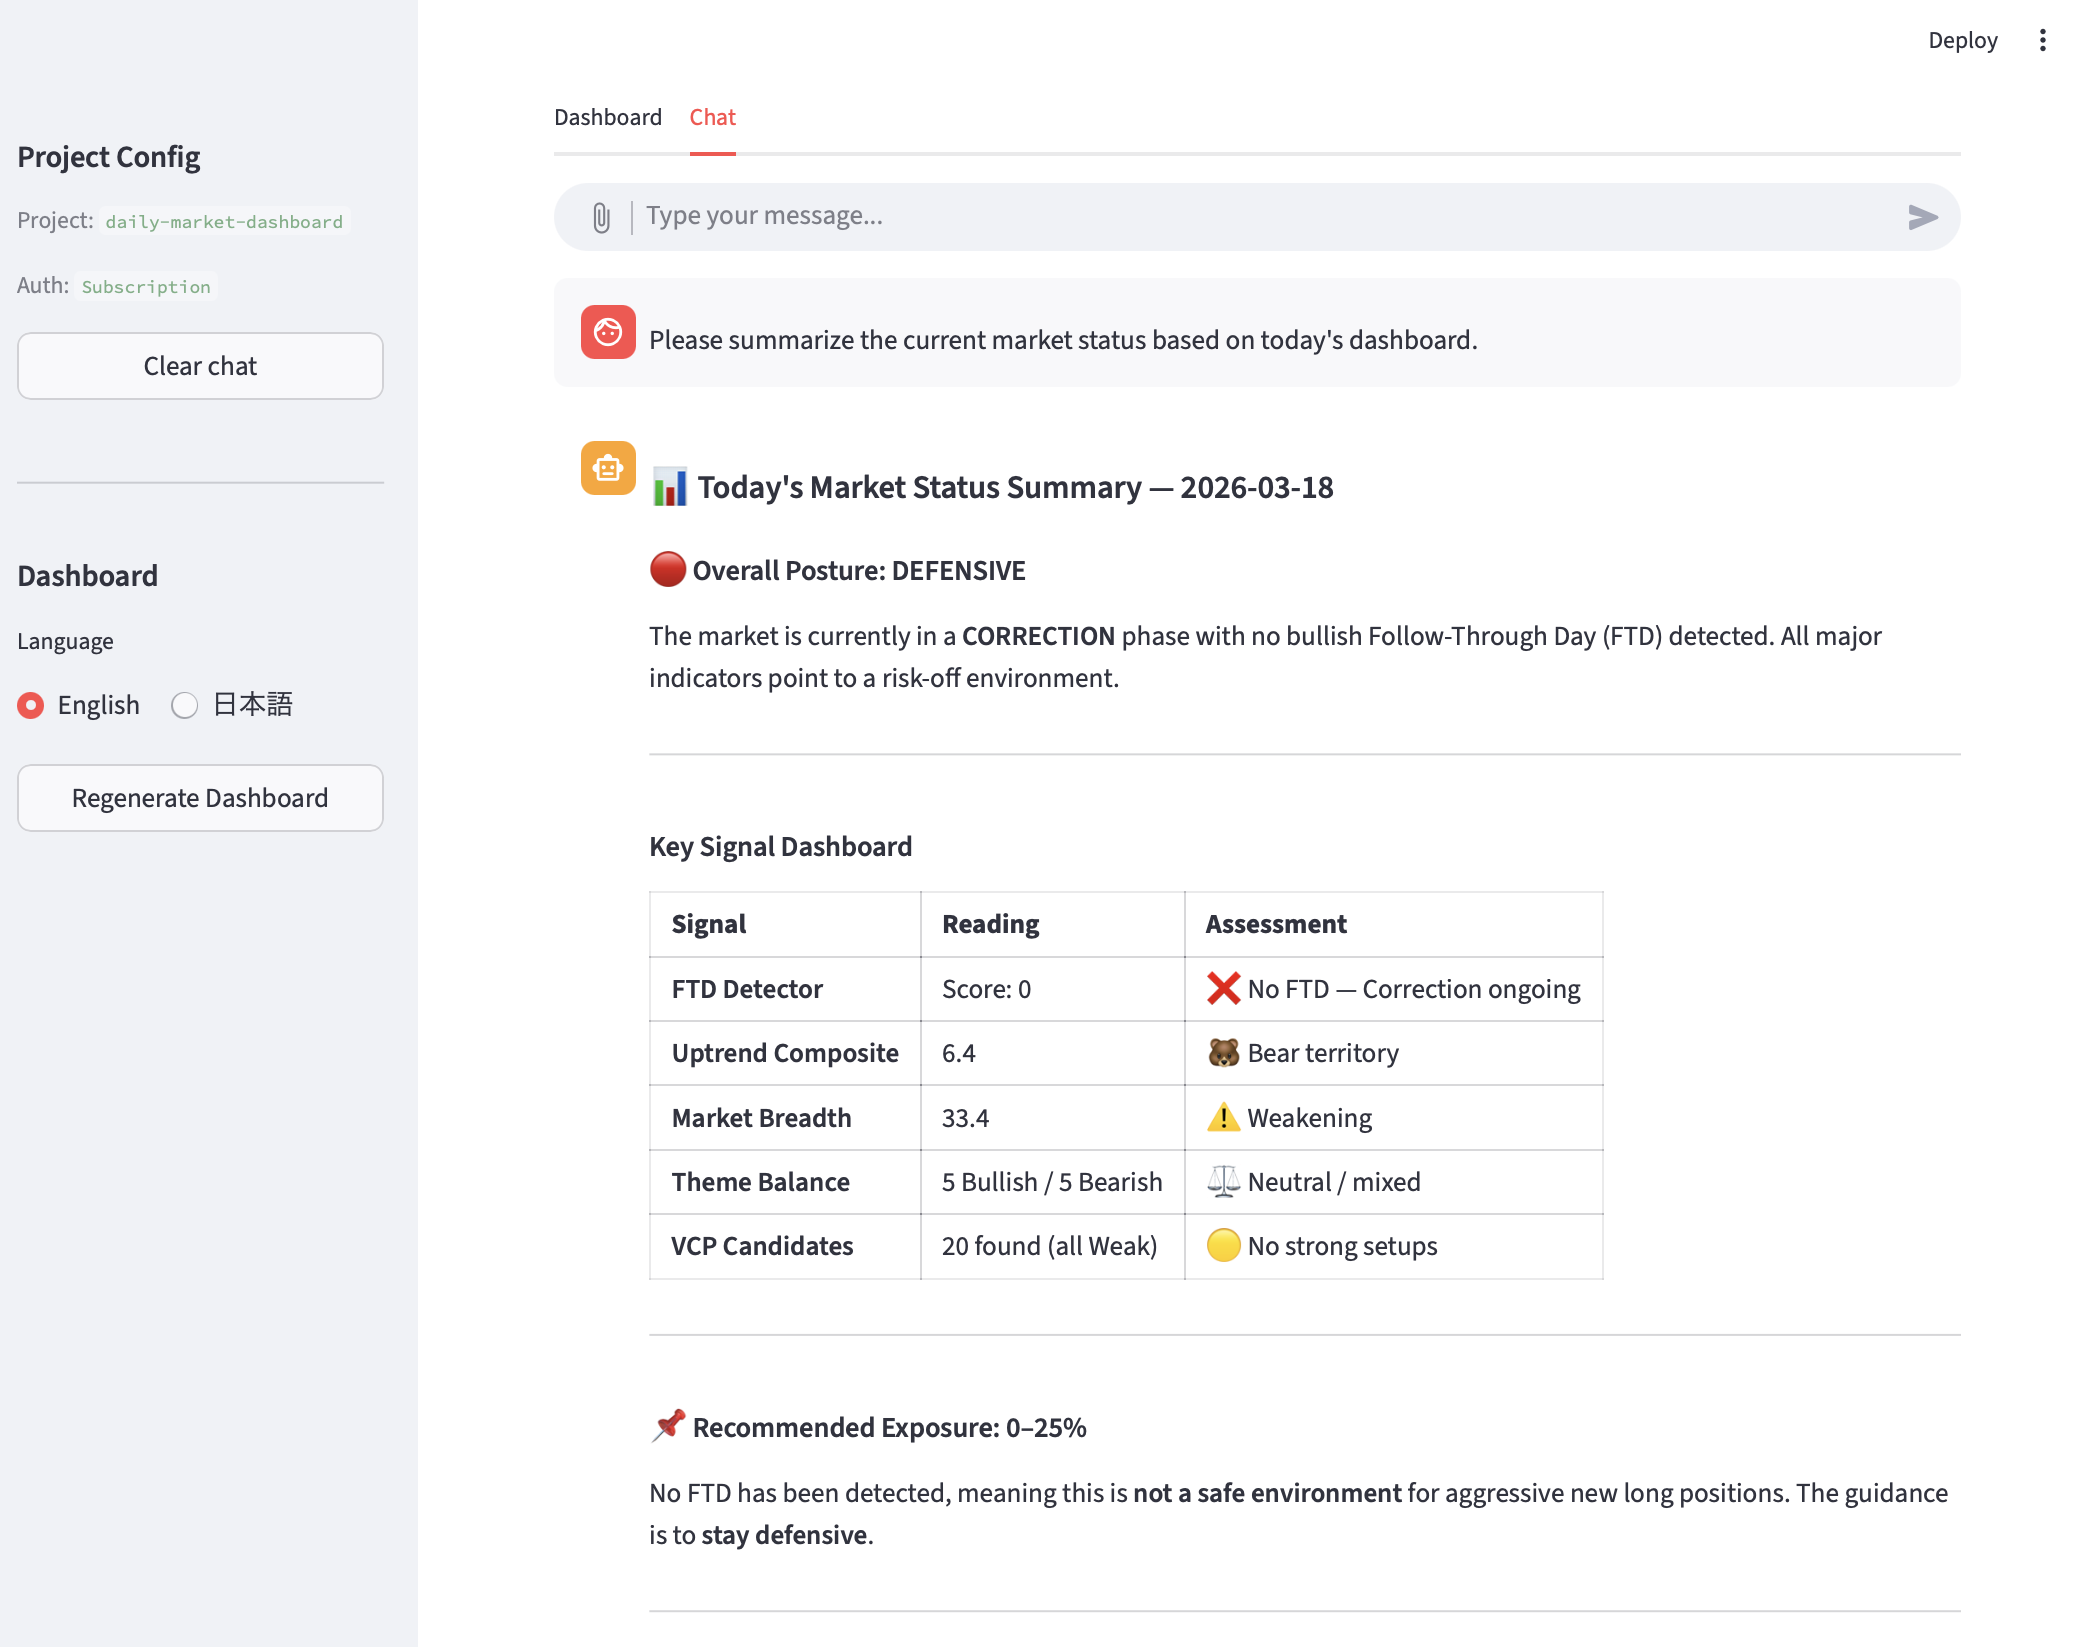 Deploy
Project Config
Project: daily-market-dashboard
Auth: Subscription
Clear chat
Dashboard
Language
English 日本語
Regenerate Dashboard
Dashboard Chat
Type your message...
Please summarize the current market status based on today's dashboard.
Today's Market Status Summary — 2026-03-18
Overall Posture: DEFENSIVE
The market is currently in a CORRECTION phase with no bullish Follow-Through Day (FTD) detected. All major
indicators point to a risk-off environment.
Key Signal Dashboard
Signal Reading Assessment
FTD Detector Score: 0 ❌ No FTD — Correction ongoing
Uptrend Composite 6.4 🐻 Bear territory
Market Breadth 33.4 ⚠️ Weakening
Theme Balance 5 Bullish / 5 Bearish ⚖️ Neutral / mixed
VCP Candidates 20 found (all Weak) 🟡 No strong setups
📌 Recommended Exposure: 0–25%
No FTD has been detected, meaning this is not a safe environment for aggressive new long positions. The guidance
is to stay defensive.